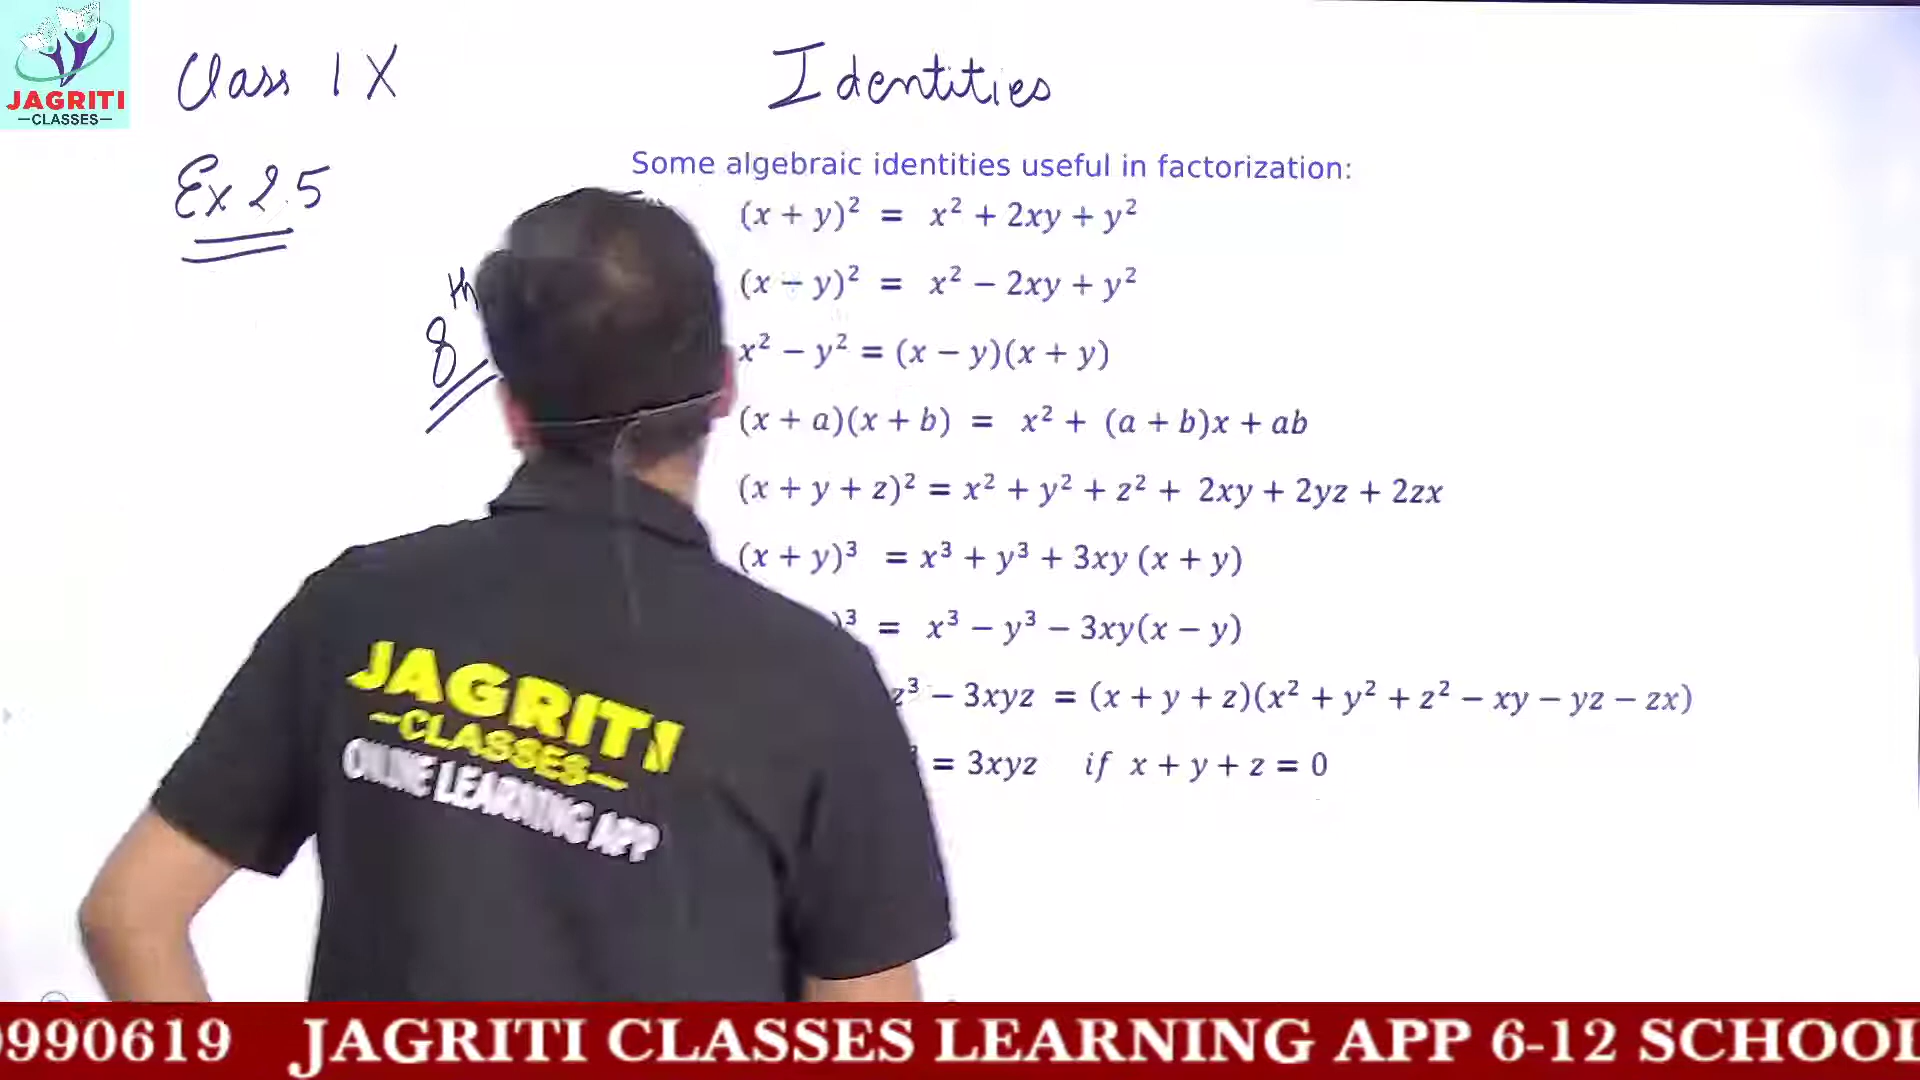 JAGRITI
—CLASSES—
Class IX
Identities
Ex 2.5
8th
Some algebraic identities useful in factorization:
(x + y)² = x² + 2xy + y²
(x − y)² = x² − 2xy + y²
x² − y² = (x − y)(x + y)
(x + a)(x + b) = x² + (a + b)x + ab
(x + y + z)² = x² + y² + z² + 2xy + 2yz + 2zx
(x + y)³ = x³ + y³ + 3xy (x + y)
)³ = x³ − y³ − 3xy(x − y)
z³ − 3xyz = (x + y + z)(x² + y² + z² − xy − yz − zx)
= 3xyz if x + y + z = 0
JAGRITI
—CLASSES—
ONLINE LEARNING APP
9990619 JAGRITI CLASSES LEARNING APP 6-12 SCHOOL